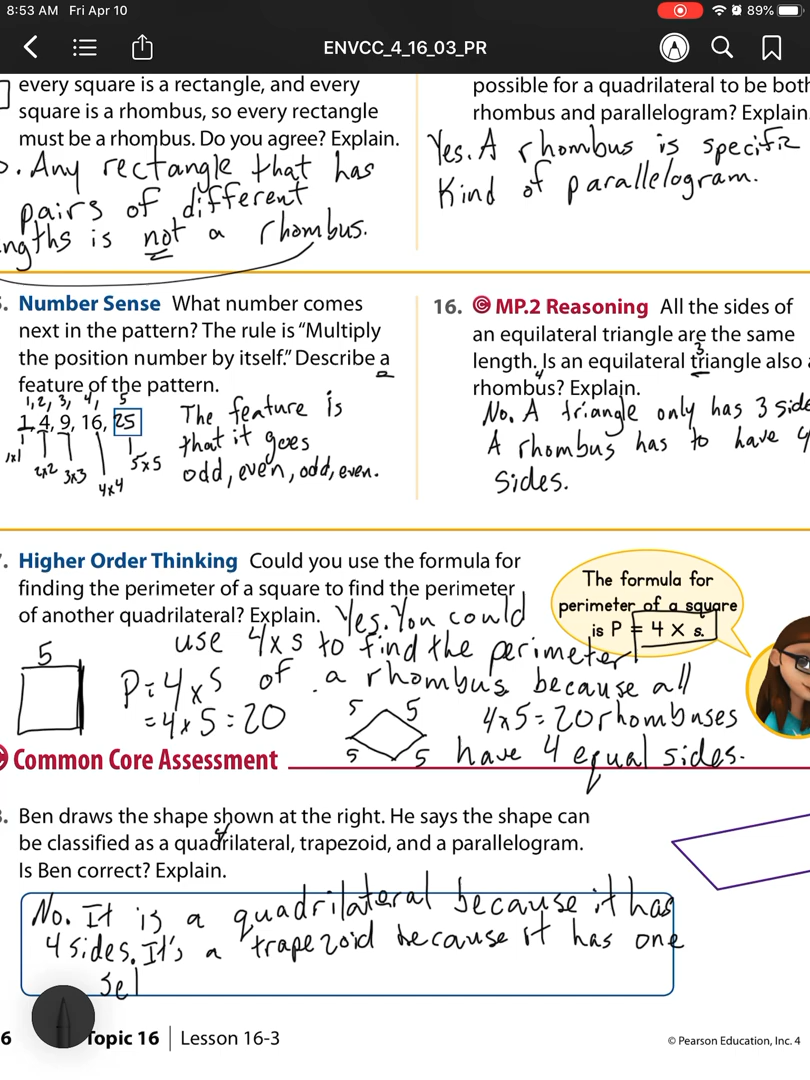 8:53 AM Fri Apr 10
89%
ENVCC_4_16_03_PR
every square is a rectangle, and every
square is a rhombus, so every rectangle
must be a rhombus. Do you agree? Explain.
. Any rectangle that has
pairs of different
ngths is not a rhombus.
possible for a quadrilateral to be both
rhombus and parallelogram? Explain.
Yes. A rhombus is specific
kind of parallelogram.
. Number Sense What number comes
next in the pattern? The rule is “Multiply
the position number by itself.” Describe a
feature of the pattern.
1, 2, 3, 4, 5
1, 4, 9, 16, 25
1x1
2x2
3x3
4x4
5x5
The feature is
that it goes
odd, even, odd, even.
16. MP.2 Reasoning All the sides of
an equilateral triangle are the same
3
length. Is an equilateral triangle also a
4
rhombus? Explain.
No. A triangle only has 3 side
A rhombus has to have 4
sides.
. Higher Order Thinking Could you use the formula for
finding the perimeter of a square to find the perimeter
of another quadrilateral? Explain. Yes. You could
use 4xs to find the perimeter
of a rhombus because all
rhombuses
have 4 equal sides.
5
P = 4 x s
= 4 x 5 = 20
5 5
5 5
4x5=20
The formula for
perimeter of a square
is P = 4 x s.
C Common Core Assessment
. Ben draws the shape shown at the right. He says the shape can
4
be classified as a quadrilateral, trapezoid, and a parallelogram.
Is Ben correct? Explain.
No. It is a quadrilateral because it has
4 sides. It's a trapezoid because it has one
sel
6 Topic 16 | Lesson 16-3
© Pearson Education, Inc. 4